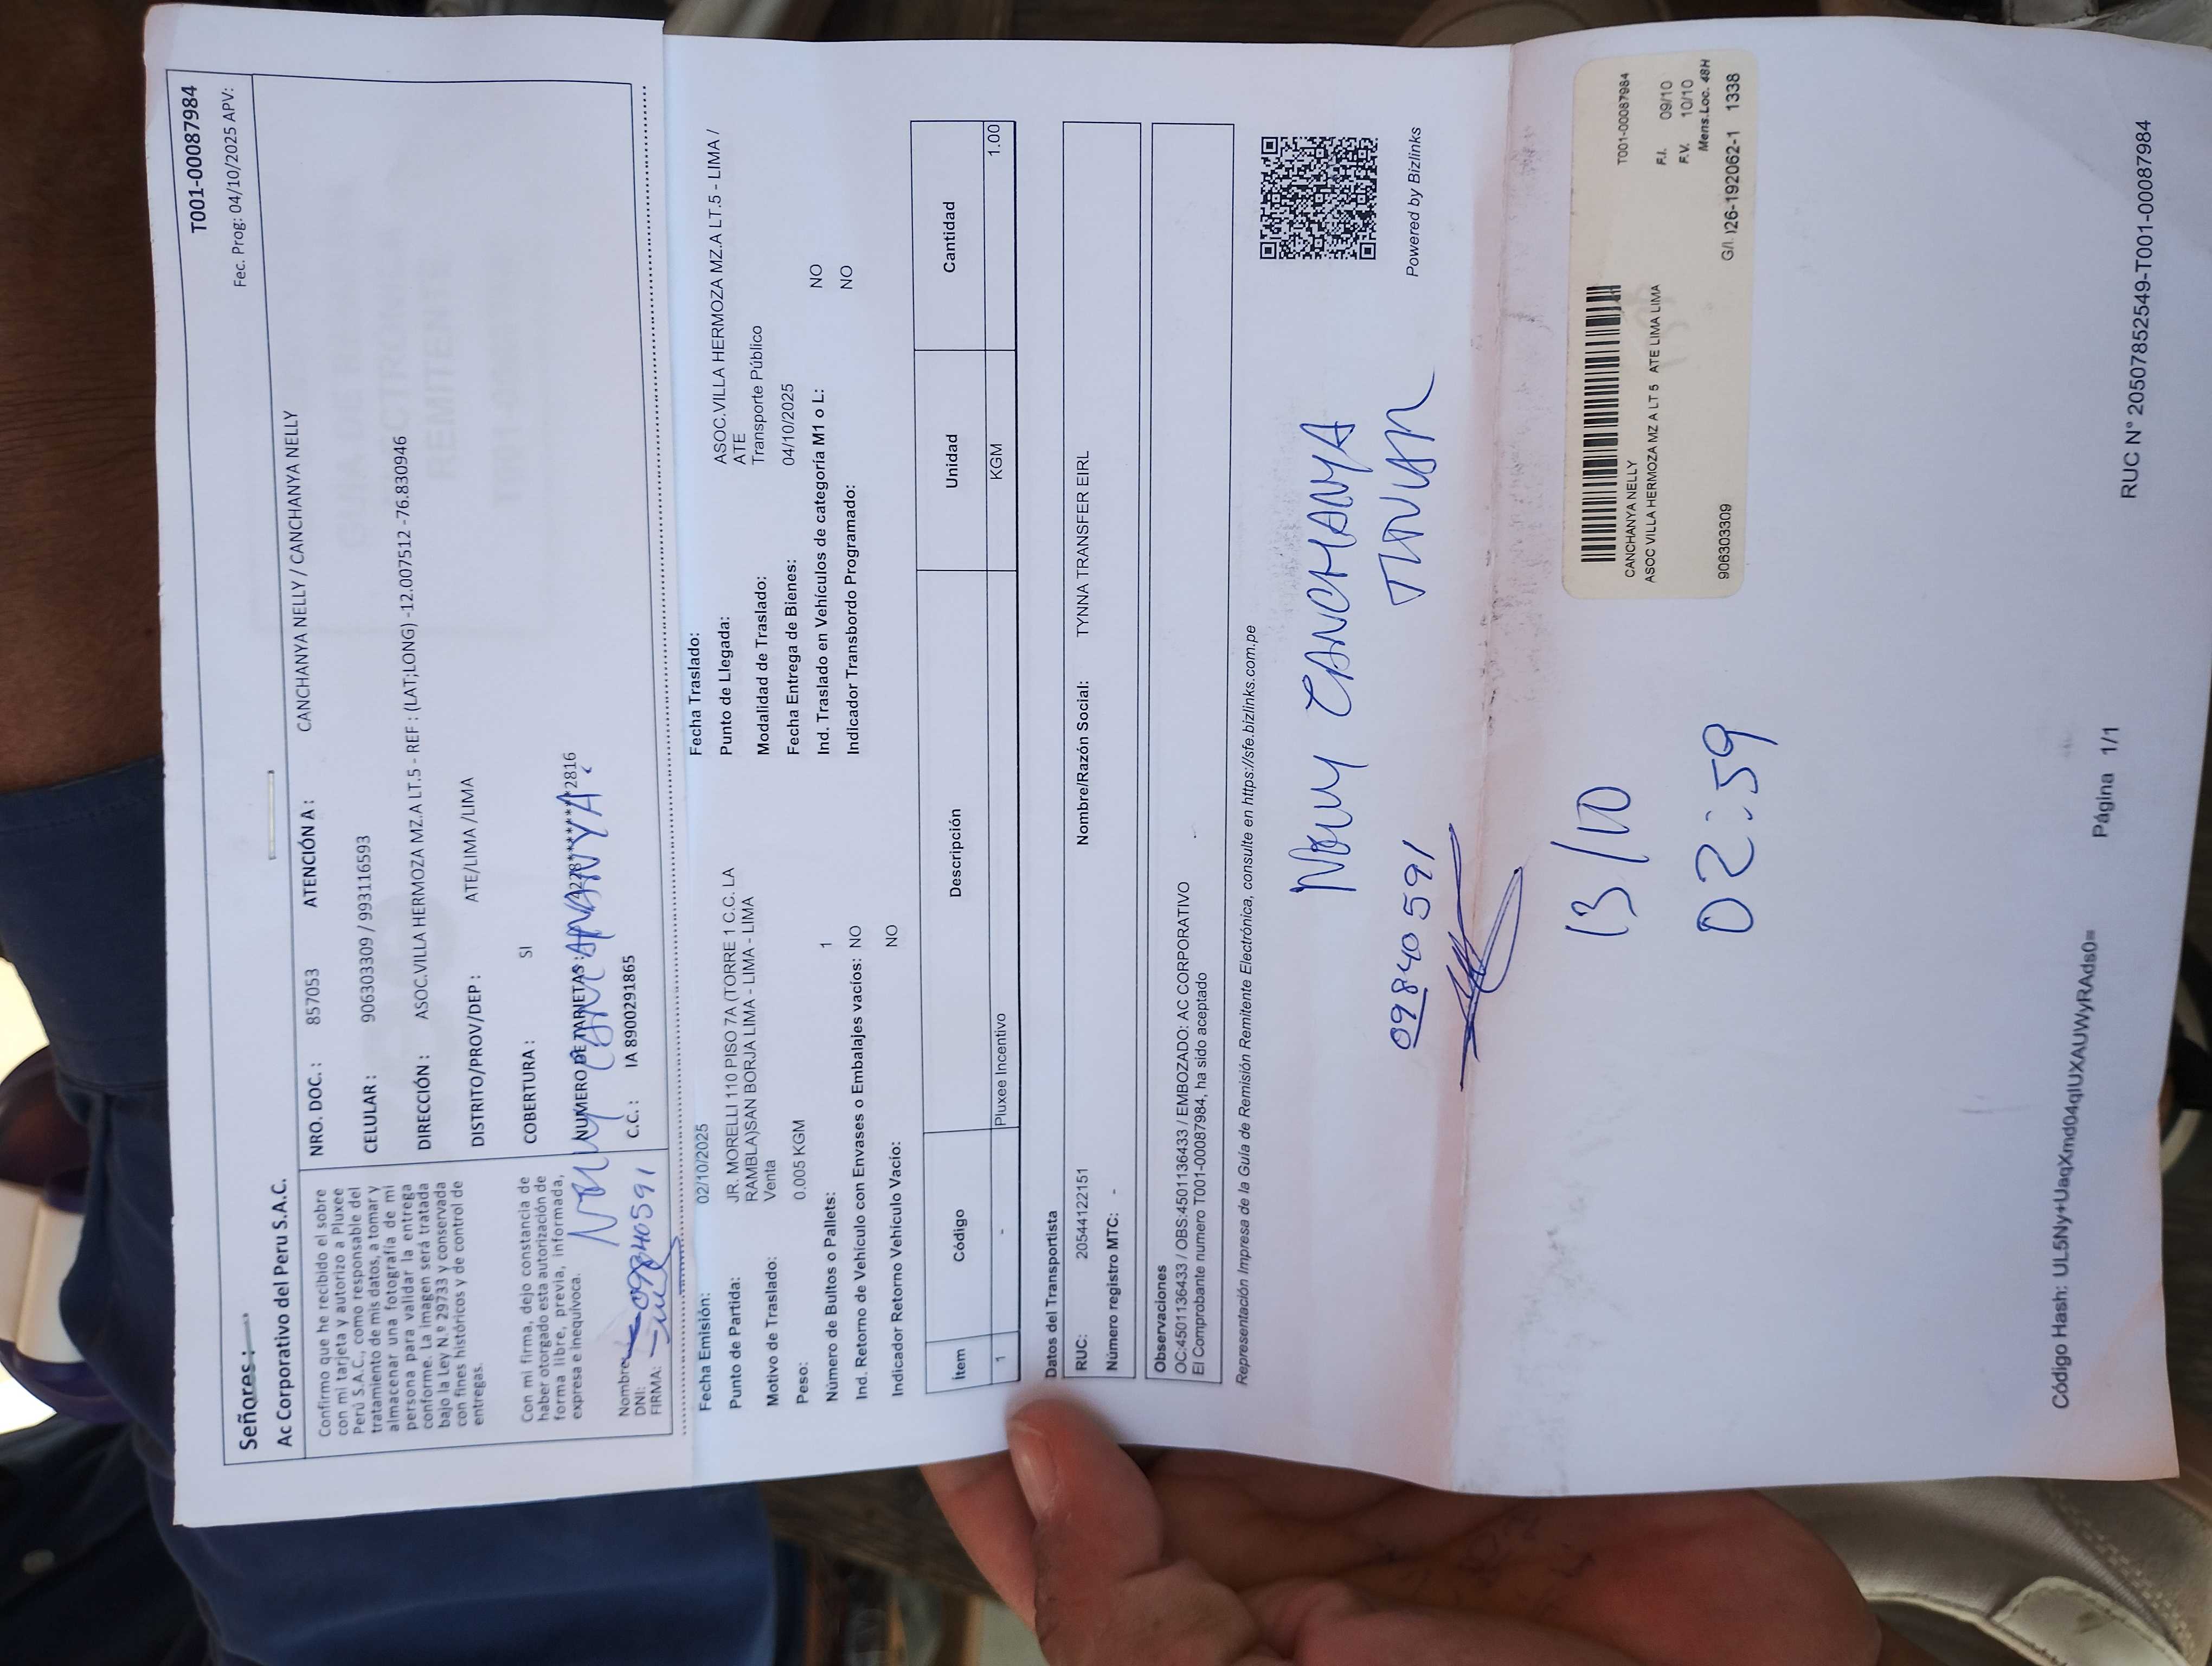 T001-00087984
Fec. Prog: 04/10/2025 APV:
Señores :
Ac Corporativo del Peru S.A.C.
Confirmo que he recibido el sobre
con mi tarjeta y autorizo a Pluxee
Perú S.A.C., como responsable del
tratamiento de mis datos, a tomar y
almacenar una fotografía de mi
persona para validar la entrega
conforme. La imagen será tratada
bajo la Ley N.º 29733 y conservada
con fines históricos y de control de
entregas.
Con mi firma, dejo constancia de
haber otorgado esta autorización de
forma libre, previa, informada,
expresa e inequívoca.
Nombre
DNI: 09840591
FIRMA:
NRO. DOC. : 857053 ATENCIÓN A : CANCHANYA NELLY / CANCHANYA NELLY
CELULAR : 906303309 / 993116593
DIRECCIÓN : ASOC.VILLA HERMOZA MZ.A LT.5 - REF : (LAT;LONG) -12.007512 -76.830946
DISTRITO/PROV/DEP : ATE/LIMA /LIMA
COBERTURA : SI
NUMERO DE TARJETAS :
C.C. : IA 8900291865
Fecha Emisión: 02/10/2025 Fecha Traslado:
Punto de Partida: JR. MORELLI 110 PISO 7A (TORRE 1 C.C. LA
RAMBLA)SAN BORJA LIMA - LIMA - LIMA
Punto de Llegada: ASOC.VILLA HERMOZA MZ.A LT.5 - LIMA /
ATE
Motivo de Traslado: Venta Modalidad de Traslado: Transporte Público
Peso: 0.005 KGM Fecha Entrega de Bienes: 04/10/2025
Número de Bultos o Pallets: 1 Ind. Traslado en Vehículos de categoría M1 o L: NO
Ind. Retorno de Vehículo con Envases o Embalajes vacíos: NO Indicador Transbordo Programado: NO
Indicador Retorno Vehículo Vacío: NO
Ítem Código Descripción Unidad Cantidad
1 - Pluxee Incentivo KGM 1.00
Datos del Transportista
RUC: 20544122151 Nombre/Razón Social: TYNNA TRANSFER EIRL
Número registro MTC: -
Observaciones
OC:4501136433 / OBS:4501136433 / EMBOZADO: AC CORPORATIVO
El Comprobante numero T001-00087984, ha sido aceptado
Representación Impresa de la Guía de Remisión Remitente Electrónica, consulte en https://sfe.bizlinks.com.pe
Powered by Bizlinks
Nelly CANCHANYA
09840591
13/10
02:59
T001-00087984
CANCHANYA NELLY
ASOC VILLA HERMOZA MZ A LT 5 ATE LIMA LIMA
F.I. 09/10
F.V. 10/10
Mens.Loc. 48H
906303309 G/I. 126-192062-1 1338
Código Hash: UL5Ny+UaqXmd04qIUXAUWyRAds0= Página 1/1 RUC N° 20507852549-T001-00087984